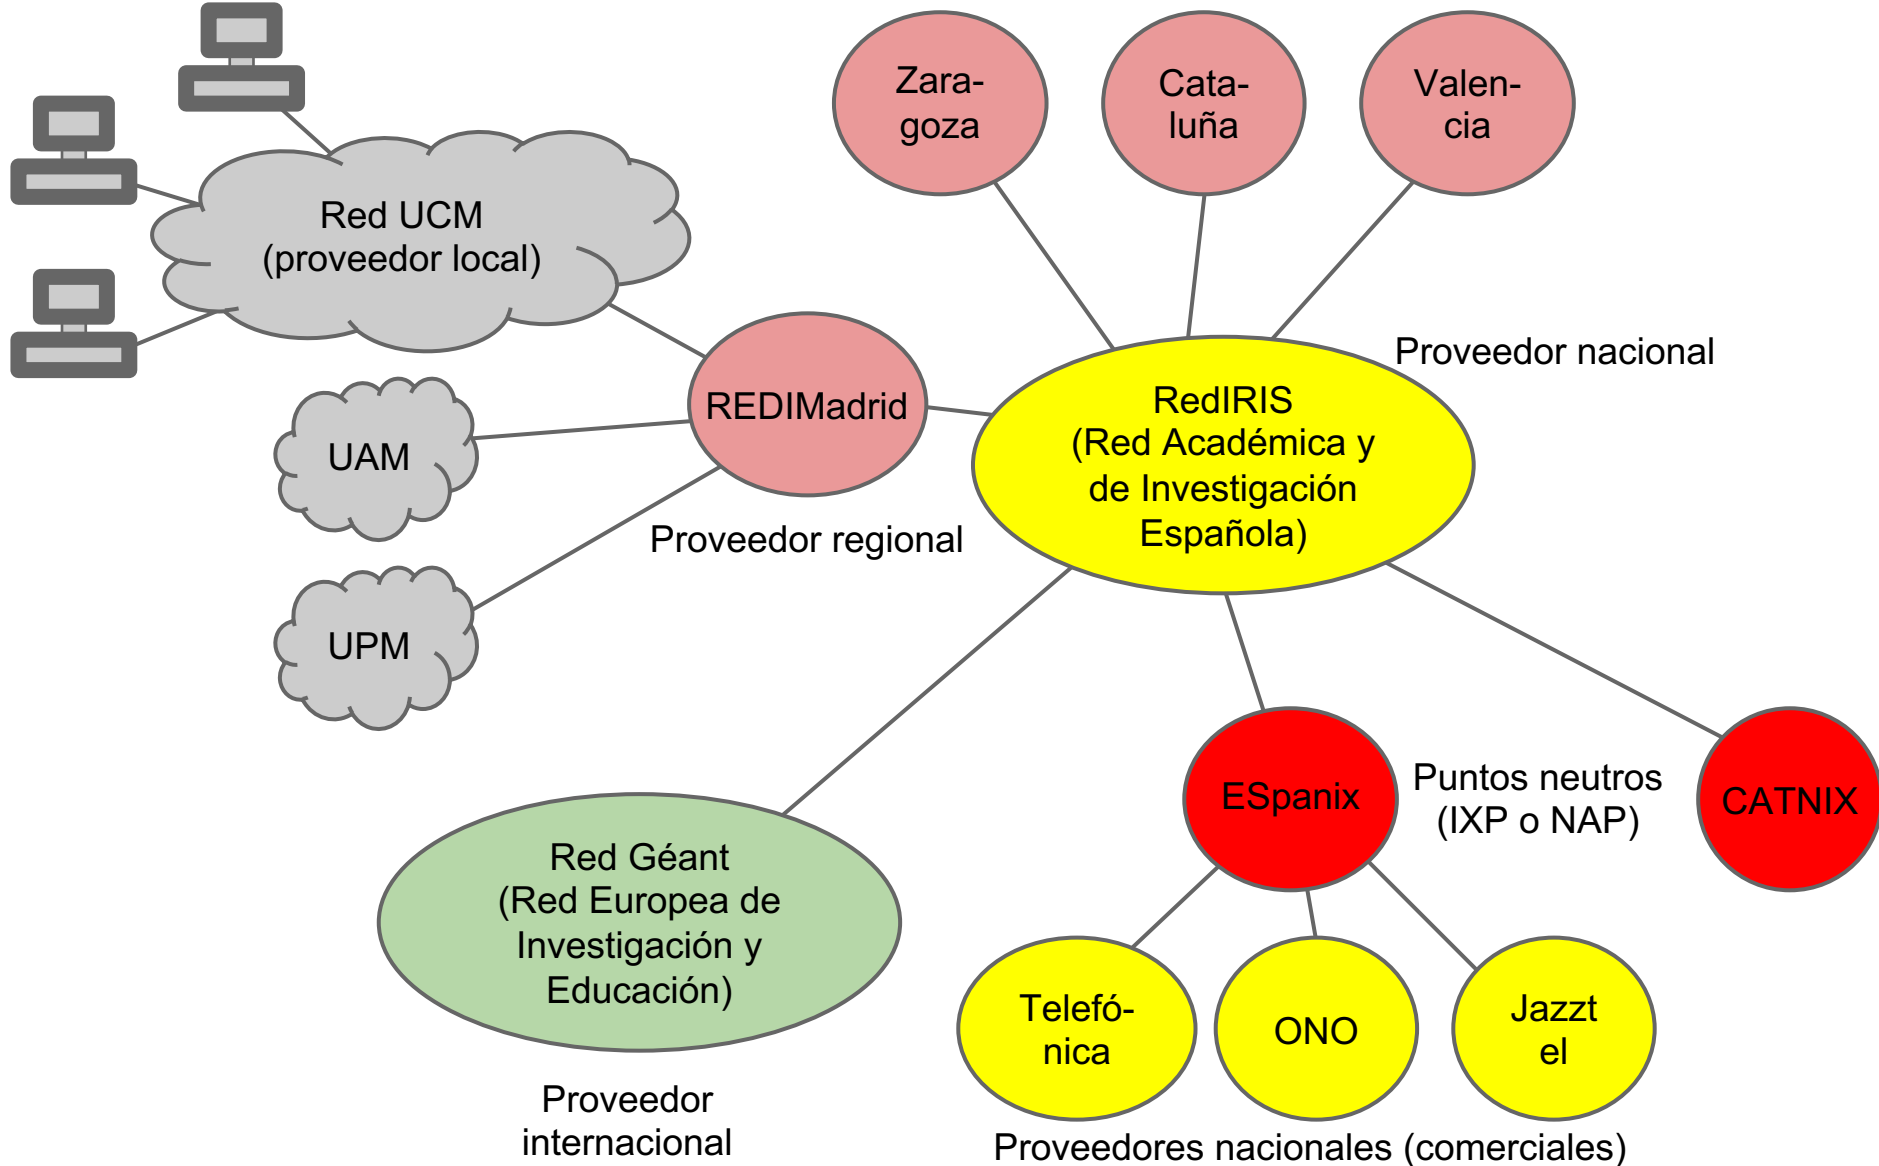 Zara-
goza
Cata-
luña
Valen-
cia
Red UCM
(proveedor local)
Proveedor nacional
REDIMadrid
RedIRIS
(Red Académica y
de Investigación
Española)
UAM
Proveedor regional
UPM
ESpanix
Puntos neutros
(IXP o NAP)
CATNIX
Red Géant
(Red Europea de
Investigación y
Educación)
Telefó-
nica
ONO
Jazzt
el
Proveedor
internacional
Proveedores nacionales (comerciales)